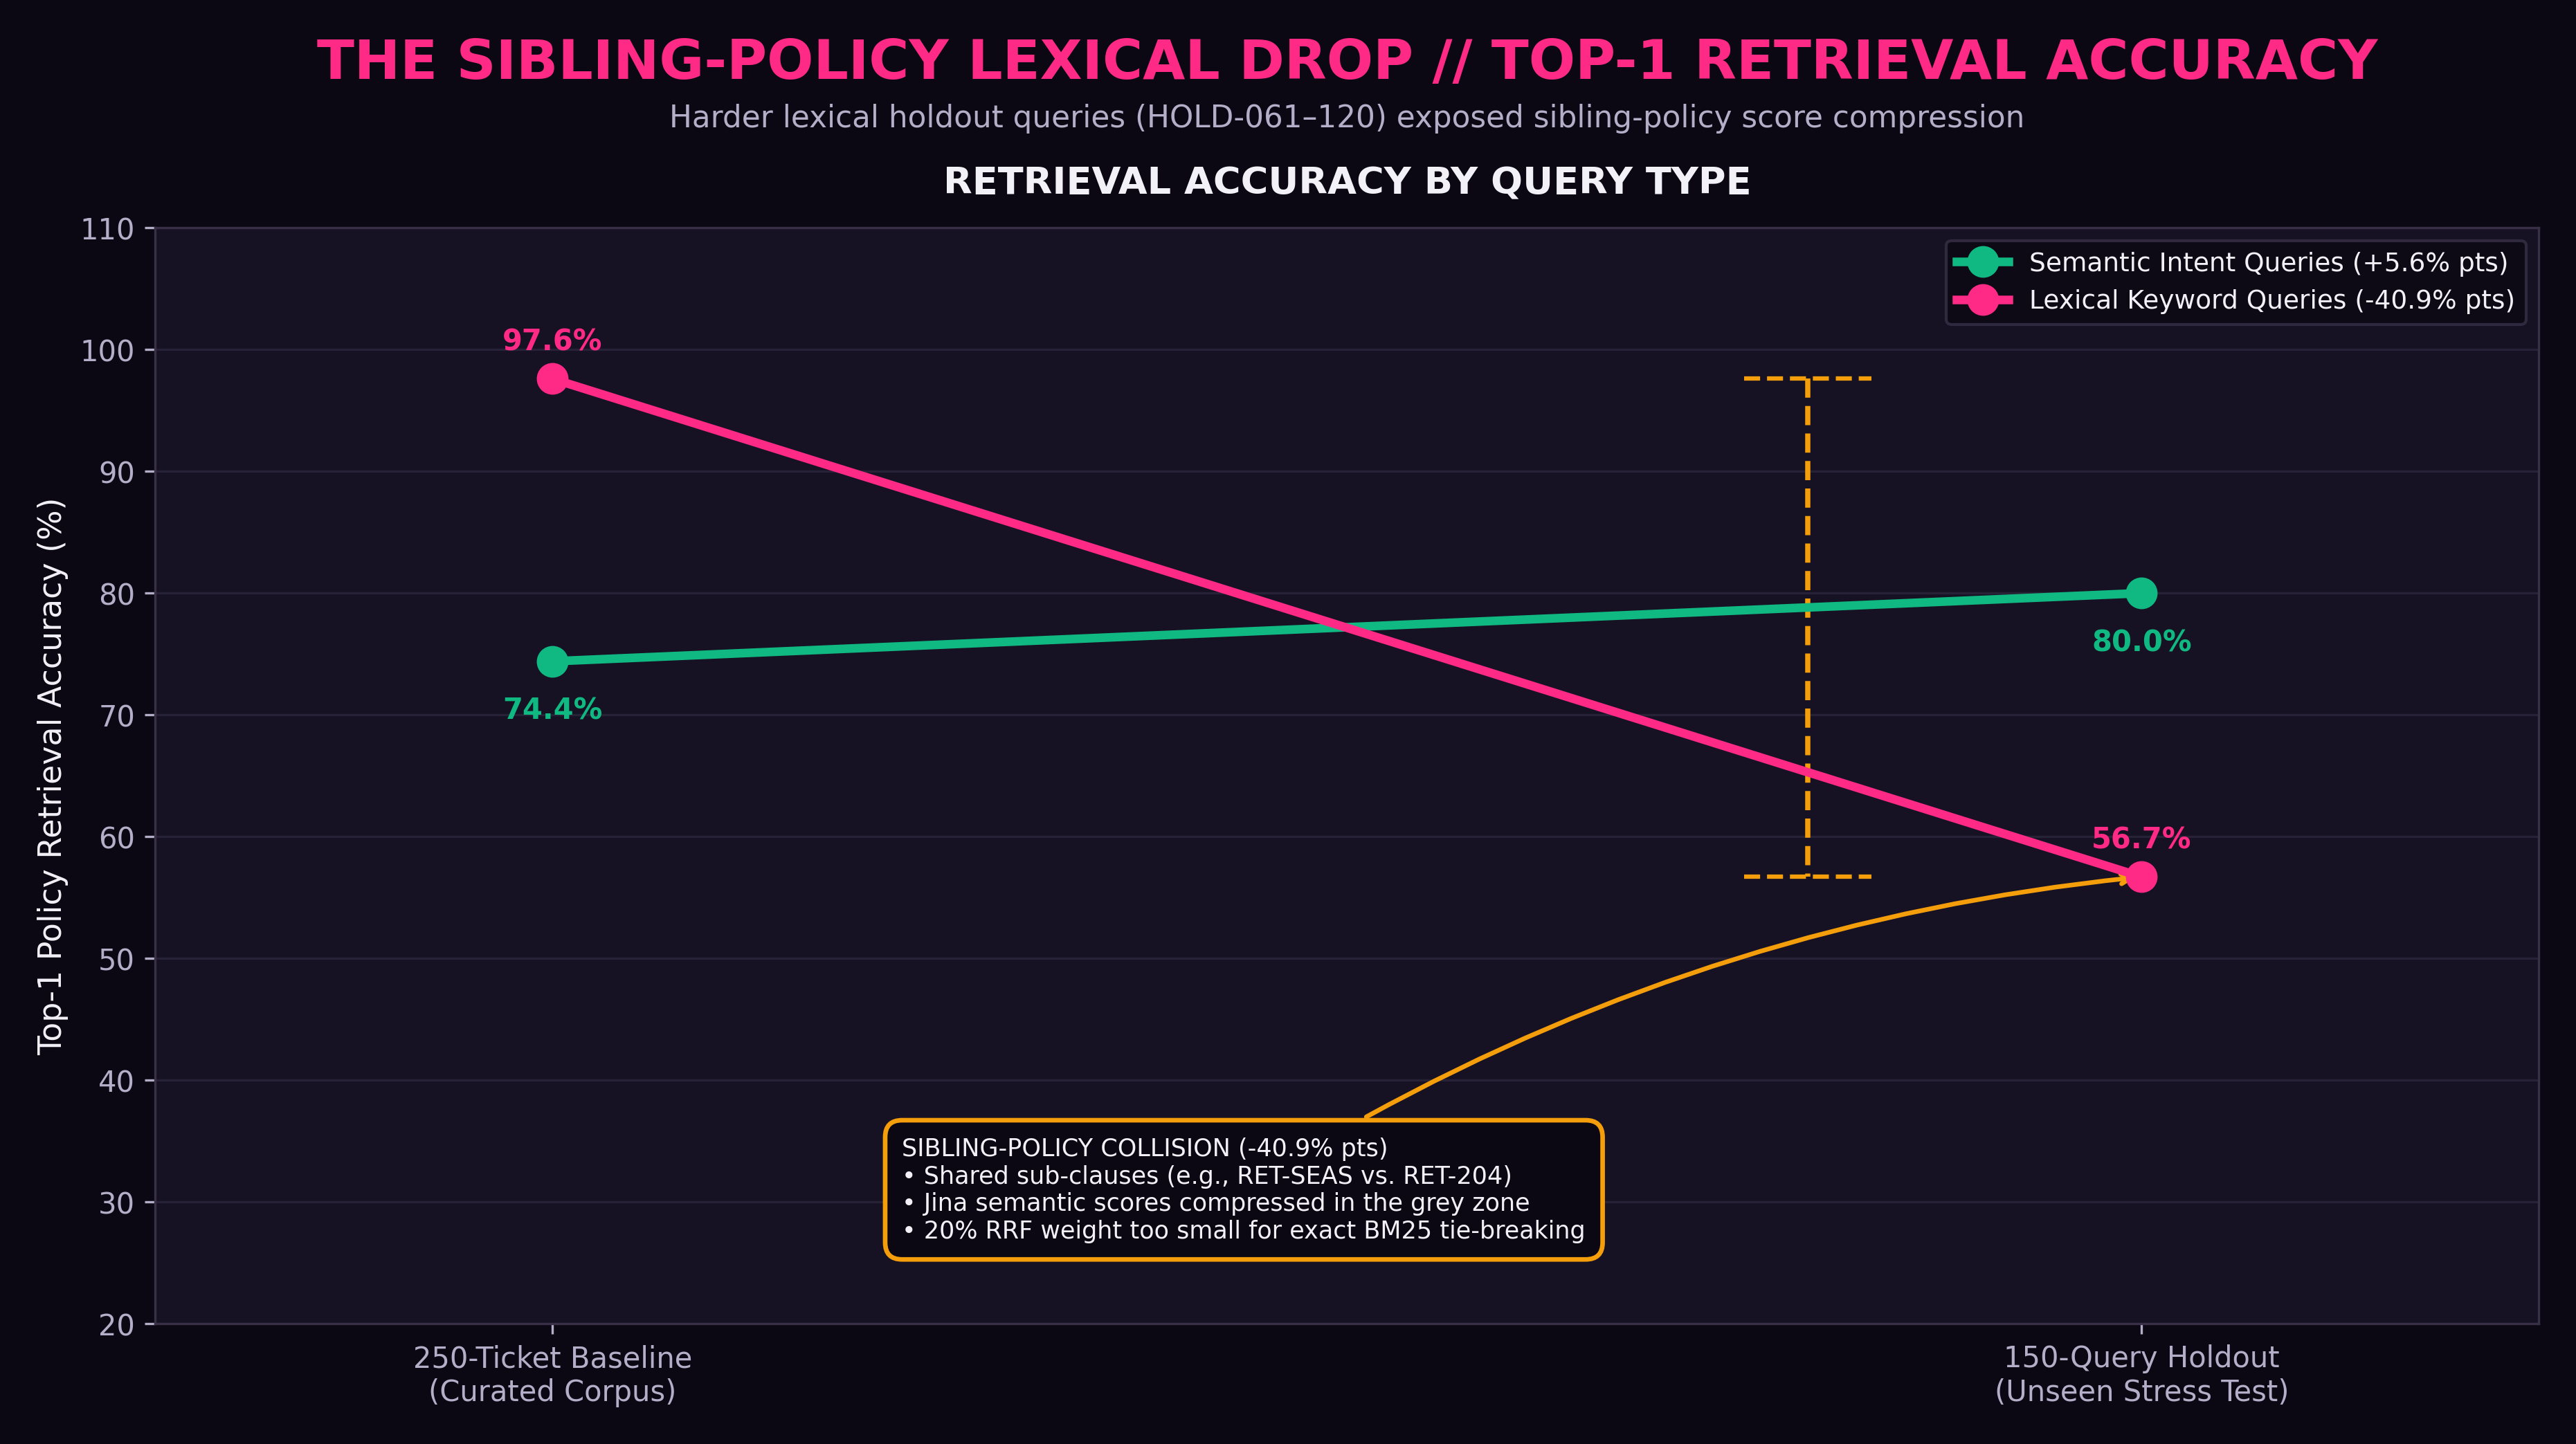 THE SIBLING-POLICY LEXICAL DROP // TOP-1 RETRIEVAL ACCURACY
Harder lexical holdout queries (HOLD-061–120) exposed sibling-policy score compression
RETRIEVAL ACCURACY BY QUERY TYPE
Top-1 Policy Retrieval Accuracy (%)
110
100
90
80
70
60
50
40
30
20
Semantic Intent Queries (+5.6% pts)
Lexical Keyword Queries (-40.9% pts)
97.6%
74.4%
80.0%
56.7%
SIBLING-POLICY COLLISION (-40.9% pts)
• Shared sub-clauses (e.g., RET-SEAS vs. RET-204)
• Jina semantic scores compressed in the grey zone
• 20% RRF weight too small for exact BM25 tie-breaking
250-Ticket Baseline
(Curated Corpus)
150-Query Holdout
(Unseen Stress Test)